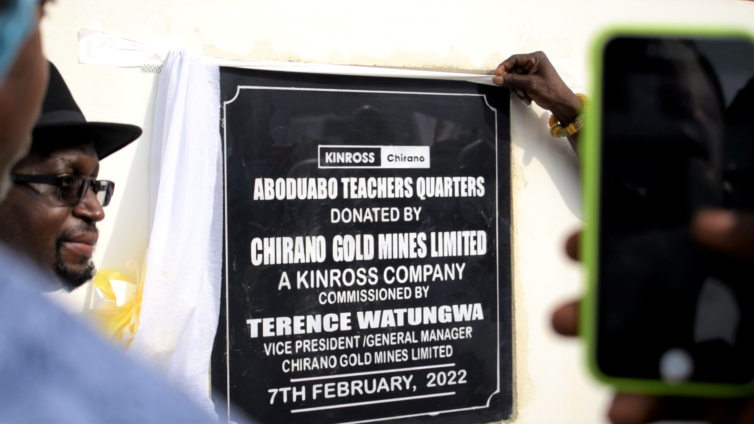 KINROSS Chirano
ABODUABO TEACHERS QUARTERS
DONATED BY
CHIRANO GOLD MINES LIMITED
A KINROSS COMPANY
COMMISSIONED BY
TERENCE WATUNGWA
VICE PRESIDENT /GENERAL MANAGER
CHIRANO GOLD MINES LIMITED
7TH FEBRUARY, 2022